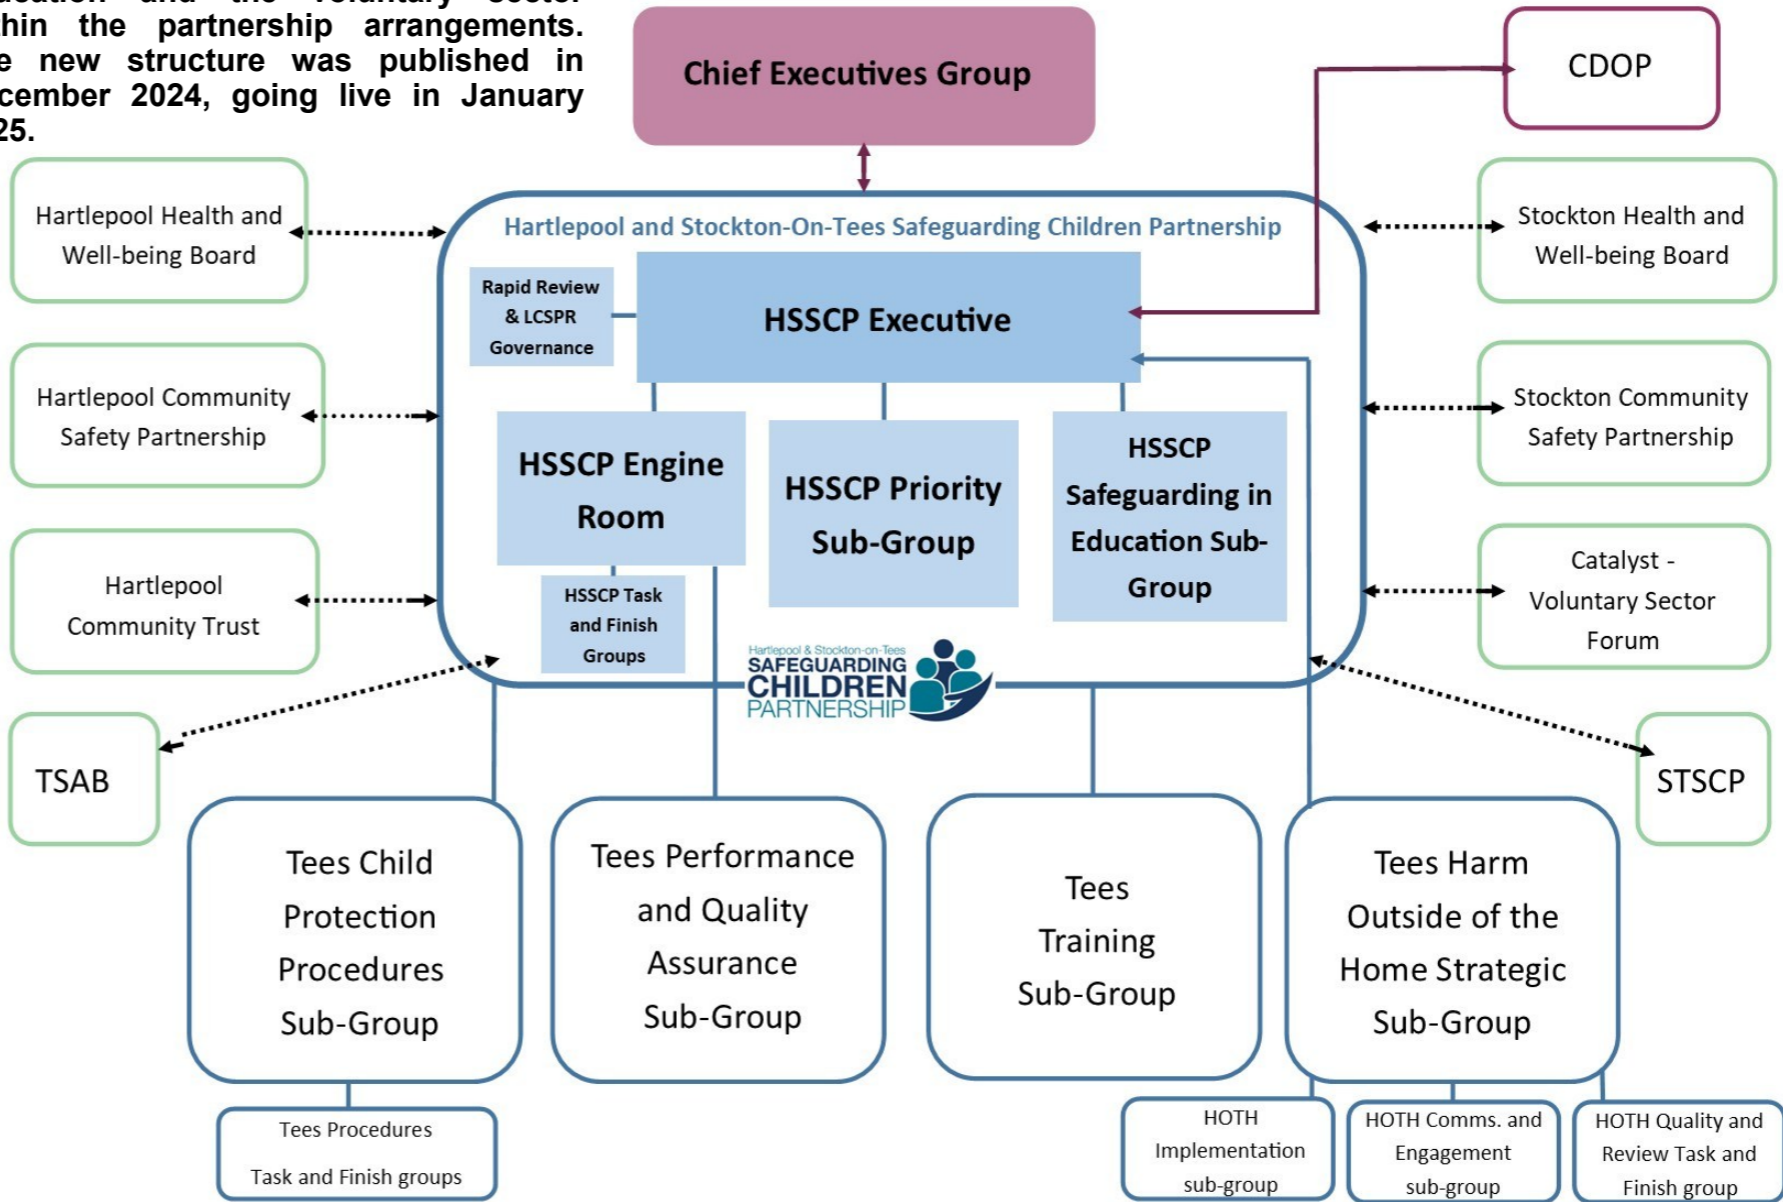 and the voluntary sector
the partnership arrangements.
new structure was published in
2024, going live in January
Chief Executives Group
CDOP
Hartlepool Health and
Well-being Board
Hartlepool and Stockton-On-Tees Safeguarding Children Partnership
Stockton Health and
Well-being Board
Rapid Review
& LCSPR
Governance
HSSCP Executive
Hartlepool Community
Safety Partnership
Stockton Community
Safety Partnership
HSSCP Engine
Room
HSSCP Priority
Sub-Group
HSSCP
Safeguarding in
Education Sub-
Group
Hartlepool
Community Trust
HSSCP Task
and Finish
Groups
Catalyst -
Voluntary Sector
Forum
Hartlepool & Stockton-on-Tees
SAFEGUARDING
CHILDREN
PARTNERSHIP
TSAB
STSCP
Tees Child
Protection
Procedures
Sub-Group
Tees Performance
and Quality
Assurance
Sub-Group
Tees
Training
Sub-Group
Tees Harm
Outside of the
Home Strategic
Sub-Group
Tees Procedures
Task and Finish groups
HOTH
Implementation
sub-group
HOTH Comms. and
Engagement
sub-group
HOTH Quality and
Review Task and
Finish group